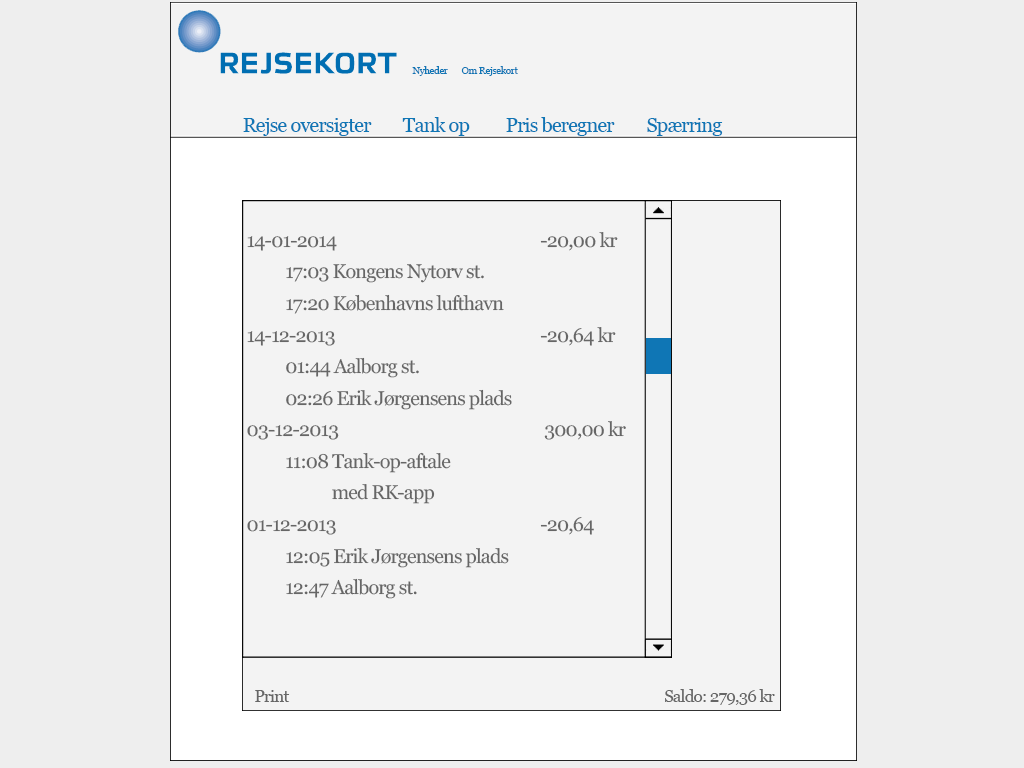 REJSEKORT
Nyheder Om Rejsekort
Rejse oversigter Tank op Pris beregner Spærring
14-01-2014 -20,00 kr
17:03 Kongens Nytorv st.
17:20 Københavns lufthavn
14-12-2013 -20,64 kr
01:44 Aalborg st.
02:26 Erik Jørgensens plads
03-12-2013 300,00 kr
11:08 Tank-op-aftale
med RK-app
01-12-2013 -20,64
12:05 Erik Jørgensens plads
12:47 Aalborg st.
Print Saldo: 279,36 kr